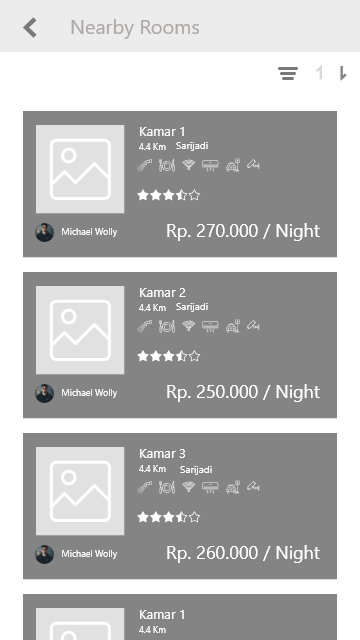 Nearby Rooms
Kamar 1
4.4 Km Sarijadi
Michael Wolly
Rp. 270.000 / Night
Kamar 2
4.4 Km Sarijadi
Michael Wolly
Rp. 250.000 / Night
Kamar 3
4.4 Km Sarijadi
Michael Wolly
Rp. 260.000 / Night
Kamar 1
4.4 Km